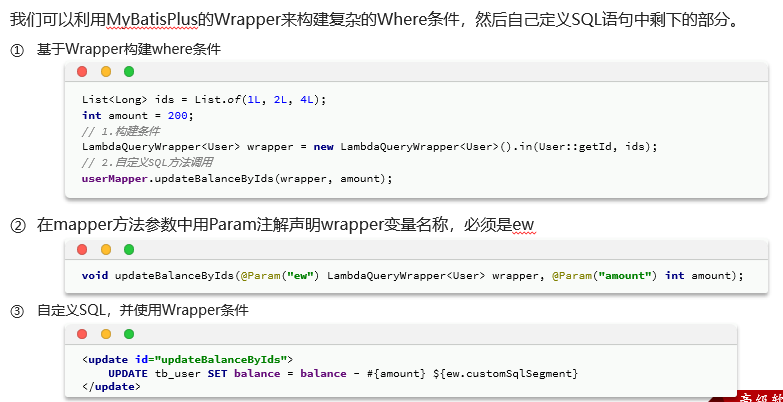 我们可以利用MyBatisPlus的Wrapper来构建复杂的Where条件，然后自己定义SQL语句中剩下的部分。
① 基于Wrapper构建where条件
List<Long> ids = List.of(1L, 2L, 4L);
int amount = 200;
// 1.构建条件
LambdaQueryWrapper<User> wrapper = new LambdaQueryWrapper<User>().in(User::getId, ids);
// 2.自定义SQL方法调用
userMapper.updateBalanceByIds(wrapper, amount);
② 在mapper方法参数中用Param注解声明wrapper变量名称，必须是ew
void updateBalanceByIds(@Param("ew") LambdaQueryWrapper<User> wrapper, @Param("amount") int amount);
③ 自定义SQL，并使用Wrapper条件
<update id="updateBalanceByIds">
UPDATE tb_user SET balance = balance - #{amount} ${ew.customSqlSegment}
</update>